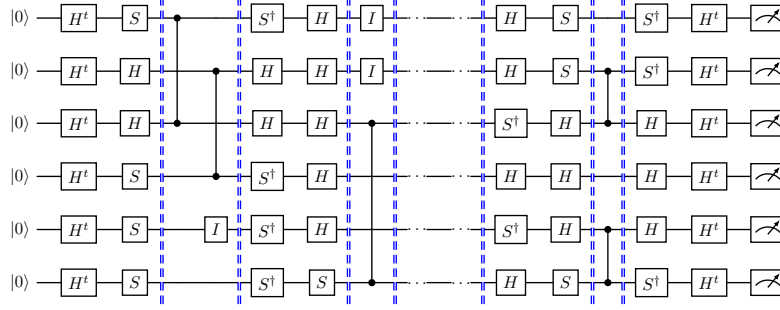 |0⟩ H^t S S† H I ··· ··· H S S† H^t
|0⟩ H^t H H H I ··· ··· H S S† H^t
|0⟩ H^t H H H ··· ··· S† H H H^t
|0⟩ H^t S S† H ··· ··· H H H H^t
|0⟩ H^t S I S† H ··· ··· S† H H H^t
|0⟩ H^t S S† S ··· ··· H S S† H^t